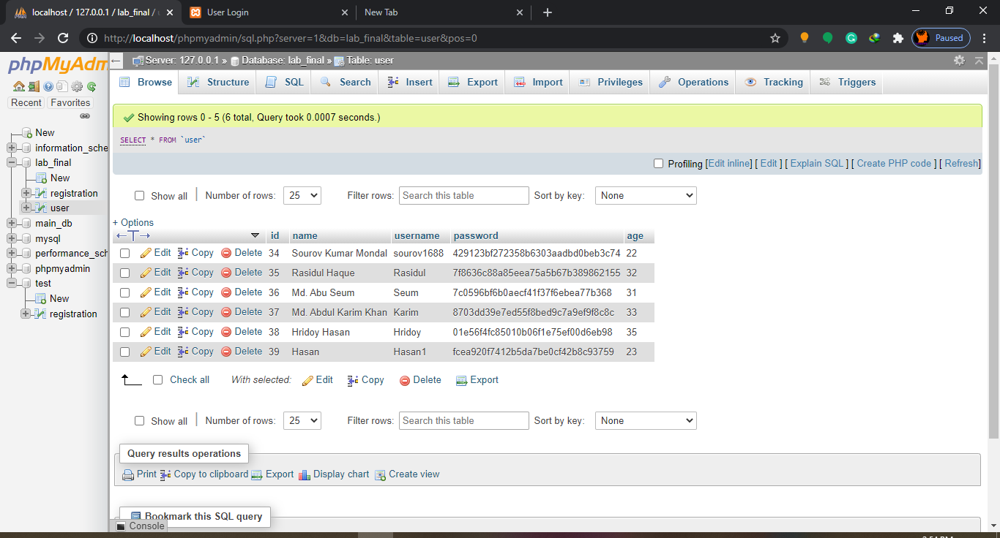 localhost / 127.0.0.1 / lab_final /
User Login
New Tab
http://localhost/phpmyadmin/sql.php?server=1&db=lab_final&table=user&pos=0
Paused
phpMyAdm
Server: 127.0.0.1 » Database: lab_final » Table: user
Browse Structure SQL Search Insert Export Import Privileges Operations Tracking Triggers
Recent Favorites
New
information_sche
lab_final
New
registration
user
main_db
mysql
performance_sch
phpmyadmin
test
New
registration
Showing rows 0 - 5 (6 total, Query took 0.0007 seconds.)
SELECT * FROM `user`
Profiling [Edit inline] [ Edit ] [ Explain SQL ] [ Create PHP code ] [ Refresh]
Show all Number of rows: 25 Filter rows: Search this table Sort by key: None
+ Options
id name username password age
Edit Copy Delete 34 Sourov Kumar Mondal sourov1688 429123bf272358b6303aadbd0beb3c74 22
Edit Copy Delete 35 Rasidul Haque Rasidul 7f8636c88a85eea75a5b67b389862155 32
Edit Copy Delete 36 Md. Abu Seum Seum 7c0596bf6b0aecf41f37f6ebea77b368 31
Edit Copy Delete 37 Md. Abdul Karim Khan Karim 8703dd39e7ed55f8bed9c7a9ef9f8c8c 33
Edit Copy Delete 38 Hridoy Hasan Hridoy 01e56f4fc85010b06f1e75ef00d6eb98 35
Edit Copy Delete 39 Hasan Hasan1 fcea920f7412b5da7be0cf42b8c93759 23
Check all With selected: Edit Copy Delete Export
Show all Number of rows: 25 Filter rows: Search this table Sort by key: None
Query results operations
Print Copy to clipboard Export Display chart Create view
Bookmark this SQL query
Console